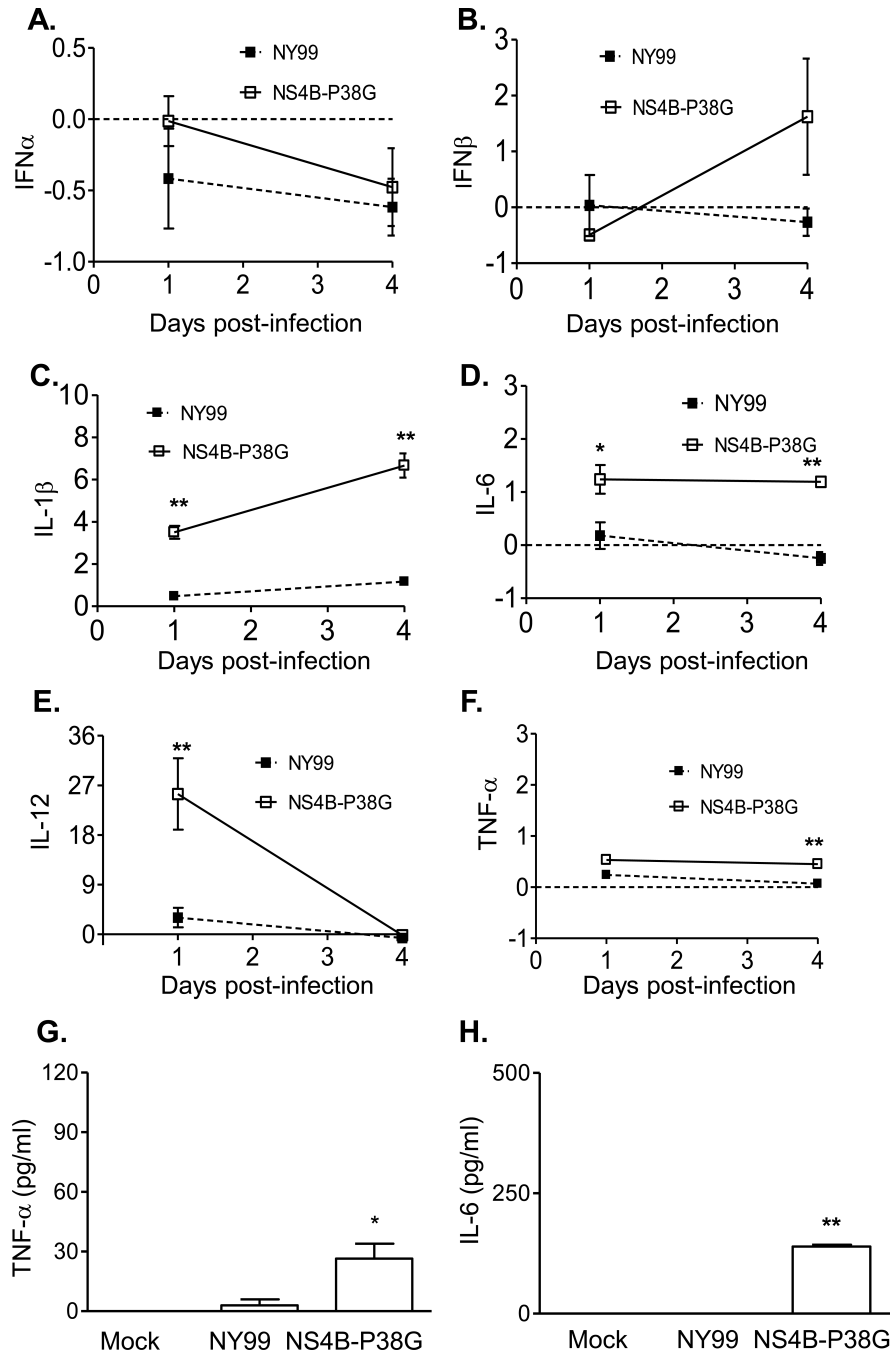 A.
0.5
0.0
-0.5
-1.0
IFNα
NY99
NS4B-P38G
0 1 2 3 4
Days post-infection
B.
3
2
1
0
-1
IFNβ
NY99
NS4B-P38G
0 1 2 3 4
Days post-infection
C.
10
8
6
4
2
0
IL-1β
NY99
NS4B-P38G
**
**
0 1 2 3 4
Days post-infection
D.
3
2
1
0
-1
IL-6
NY99
NS4B-P38G
*
**
0 1 2 3 4
Days post-infection
E.
36
27
18
9
0
IL-12
NY99
NS4B-P38G
**
1 2 3 4
Days post-infection
F.
3
2
1
0
-1
TNF-α
NY99
NS4B-P38G
**
0 1 2 3 4
Days post-infection
G.
120
90
60
30
0
TNF-α (pg/ml)
*
Mock NY99 NS4B-P38G
H.
500
250
0
IL-6 (pg/ml)
**
Mock NY99 NS4B-P38G